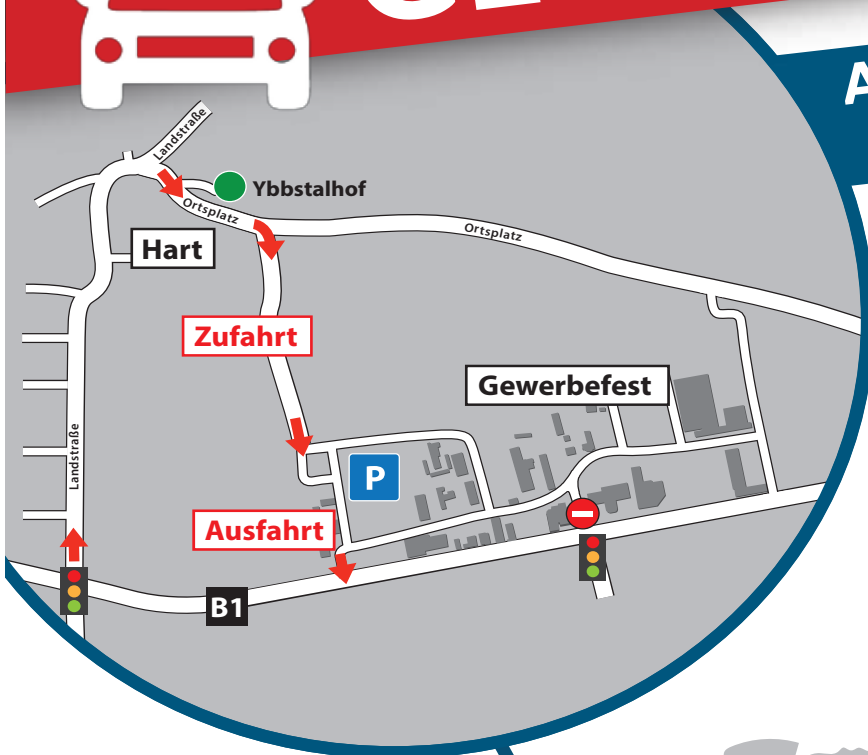 A
Landstraße
Ybbstalhof
Ortsplatz
Ortsplatz
Hart
Zufahrt
Gewerbefest
Landstraße
P
Ausfahrt
B1